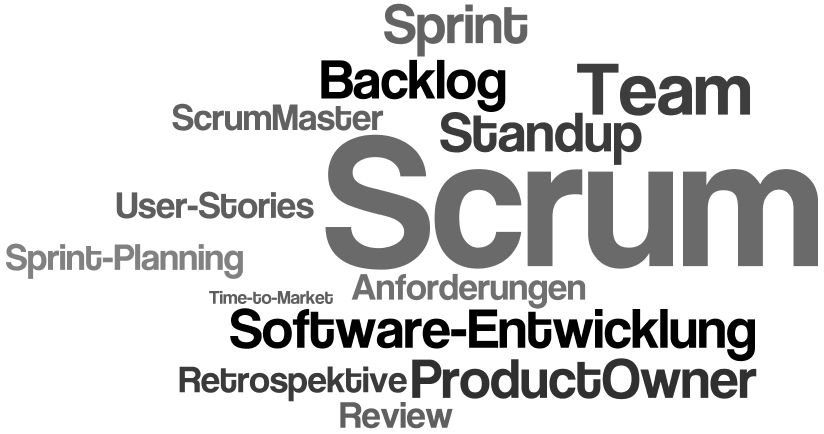 Sprint
Backlog
Team
ScrumMaster
Standup
Scrum
User-Stories
Sprint-Planning
Anforderungen
Time-to-Market
Software-Entwicklung
Retrospektive
ProductOwner
Review